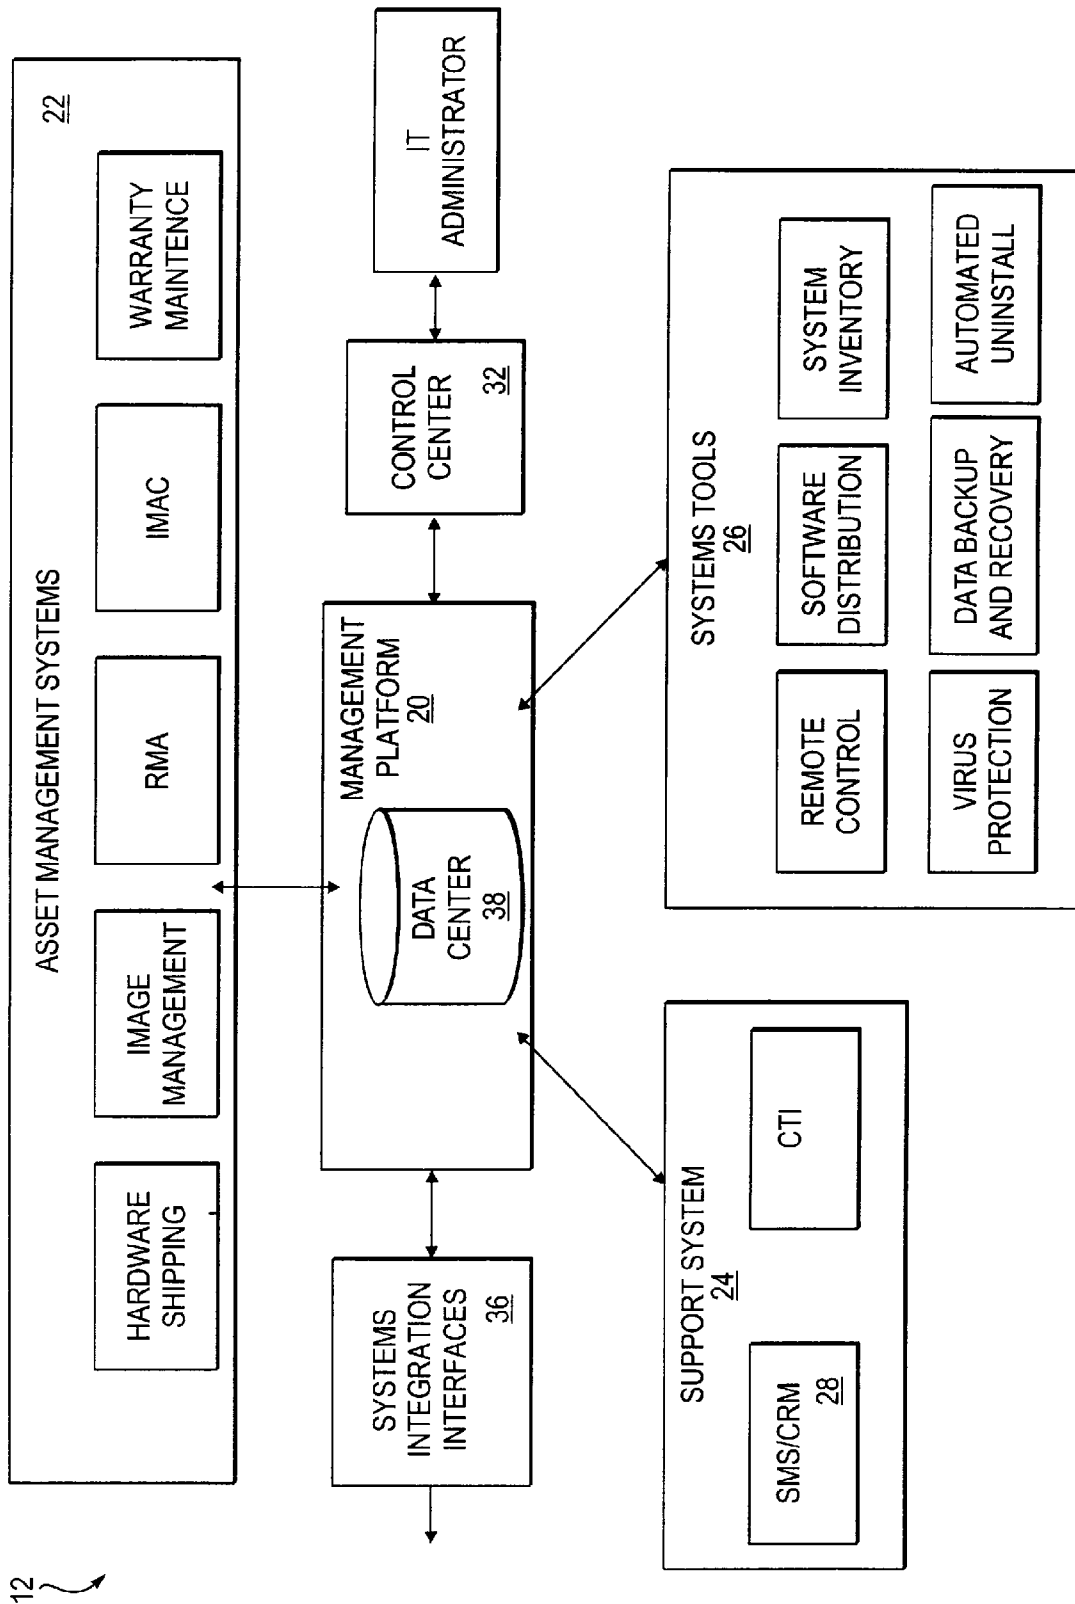 12
ASSET MANAGEMENT SYSTEMS
22
HARDWARE
SHIPPING
IMAGE
MANAGEMENT
RMA
IMAC
WARRANTY
MAINTENCE
SYSTEMS
INTEGRATION
INTERFACES
36
MANAGEMENT
PLATFORM
20
DATA
CENTER
38
CONTROL
CENTER
32
IT
ADMINISTRATOR
SUPPORT SYSTEM
24
SMS/CRM
28
CTI
SYSTEMS TOOLS
26
REMOTE
CONTROL
SOFTWARE
DISTRIBUTION
SYSTEM
INVENTORY
VIRUS
PROTECTION
DATA BACKUP
AND RECOVERY
AUTOMATED
UNINSTALL